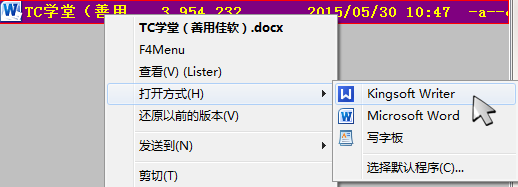 TC学堂（善用 3,954,232 2015/05/30 10:47 -a--
TC学堂（善用佳软）.docx
F4Menu
查看(V) (Lister)
打开方式(H)
还原以前的版本(V)
发送到(N)
剪切(T)
Kingsoft Writer
Microsoft Word
写字板
选择默认程序(C)...